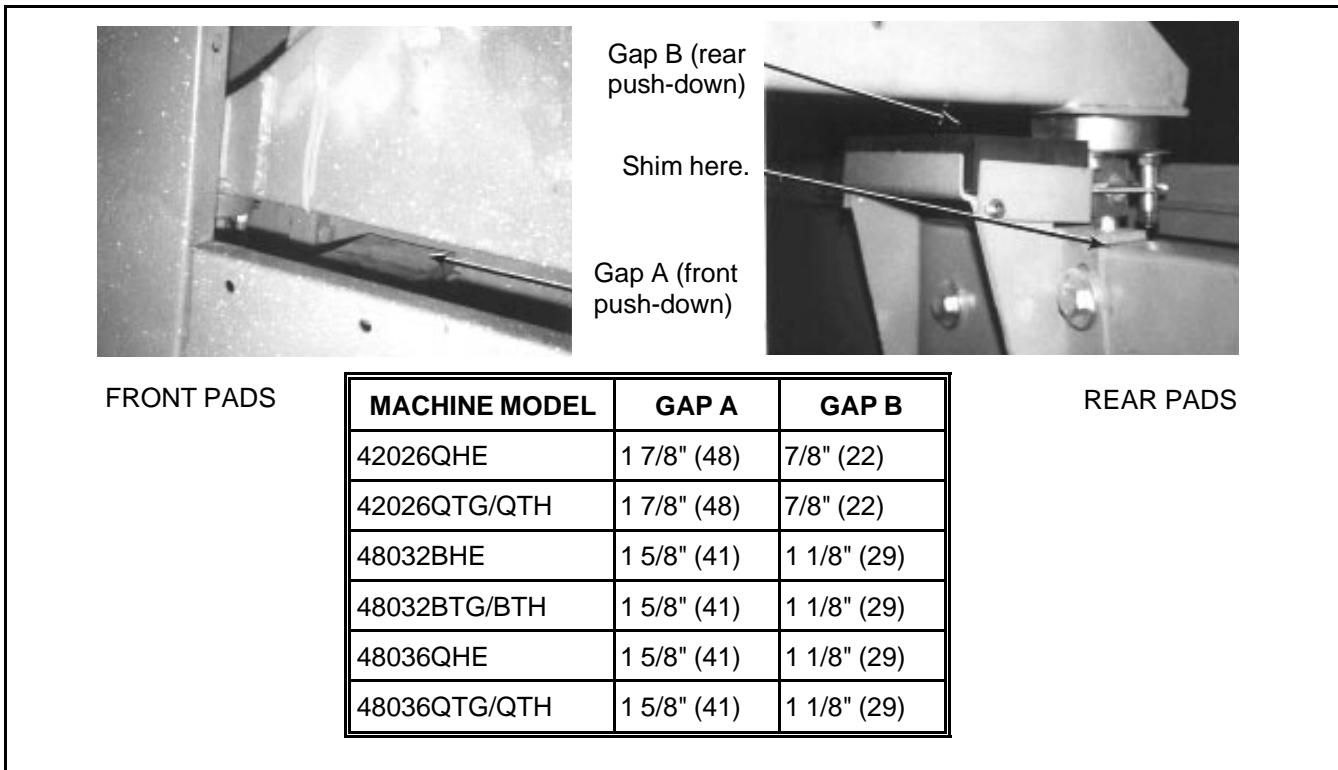 Gap B (rear
push-down)
Shim here.
Gap A (front
push-down)
FRONT PADS
REAR PADS
MACHINE MODEL GAP A GAP B
42026QHE 1 7/8" (48) 7/8" (22)
42026QTG/QTH 1 7/8" (48) 7/8" (22)
48032BHE 1 5/8" (41) 1 1/8" (29)
48032BTG/BTH 1 5/8" (41) 1 1/8" (29)
48036QHE 1 5/8" (41) 1 1/8" (29)
48036QTG/QTH 1 5/8" (41) 1 1/8" (29)